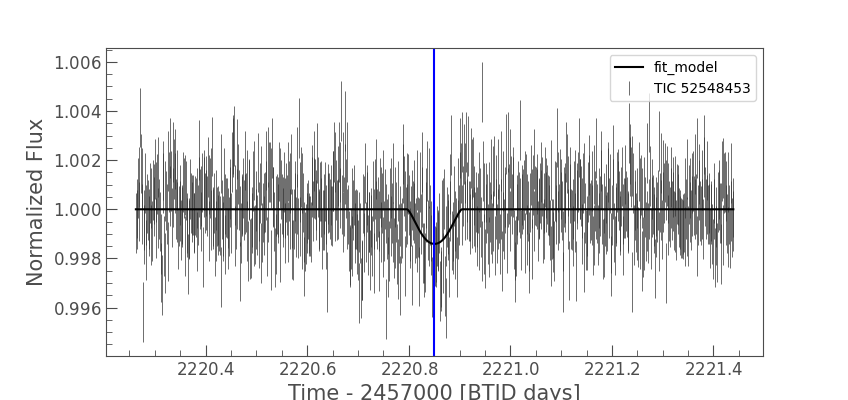 1.006
1.004
1.002
1.000
0.998
0.996
Normalized Flux
fit_model
TIC 52548453
2220.4 2220.6 2220.8 2221.0 2221.2 2221.4
Time - 2457000 [BTJD days]